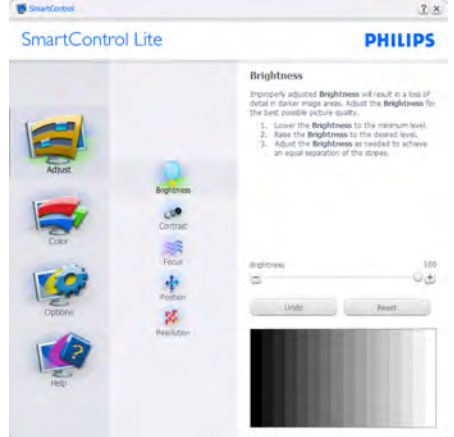 SmartControl
? x
SmartControl Lite
PHILIPS
Brightness
Improperly adjusted Brightness will result in a loss of
detail in darker image areas. Adjust the Brightness for
the best possible picture quality.
1. Lower the Brightness to the minimum level.
2. Raise the Brightness to the desired level.
3. Adjust the Brightness as needed to achieve
an equal separation of the stripes.
Adjust
Color
Options
Help
Brightness
Contrast
Focus
Position
Resolution
Brightness 100
Undo Reset